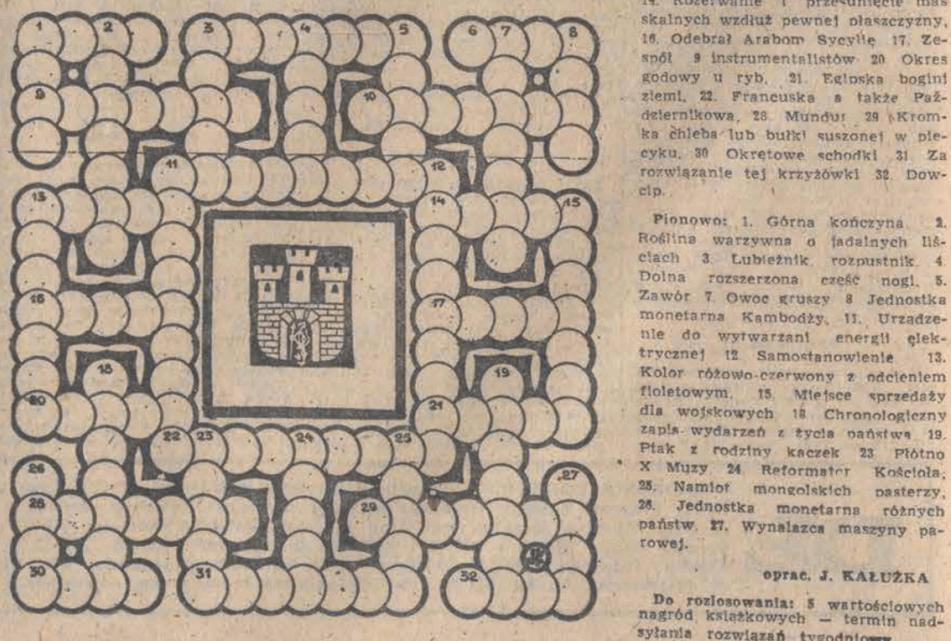 1 2 3 4 5 6 7 8
9 10
11 12
13 14 15
16 17
18 19
20 21
22 23 24 25
26 27
28 29
30 31 32
14. Rozerwanie i przesunięcie mas
skalnych wzdłuż pewnej płaszczyzny,
16. Odebrał Arabom Sycylię 17. Ze-
spół 9 instrumentalistów 20 Okres
godowy u ryb, 21. Egipska bogini
ziemi, 22. Francuska a także Paź-
dziernikowa, 28. Mundur 29 Krom-
ka chleba lub bułki suszonej w pie-
cyku, 30 Okrętowe schodki 31. Za
rozwiązanie tej krzyżówki 32. Dow-
cip.
Pionowo: 1. Górna kończyna 2.
Roślina warzywna o jadalnych liś-
ciach 3. Lubieżnik, rozpustnik 4.
Dolna rozszerzona część nogi, 5.
Zawór 7. Owoc gruszy 8 Jednostka
monetarna Kambodży, 11. Urządze-
nie do wytwarzani energii elek-
trycznej 12 Samostanowienie 13.
Kolor różowo-czerwony z odcieniem
fioletowym, 15. Miejsce sprzedaży
dla wojskowych 18 Chronologiczny
zapis wydarzeń z życia państwa 19.
Ptak z rodziny kaczek 23 Płótno
X Muzy 24 Reformator Kościoła,
25. Namiot mongolskich pasterzy,
26. Jednostka monetarna różnych
państw 27. Wynalazca maszyny pa-
rowej.
oprac. J. KAŁUŻKA
Do rozlosowania: 5 wartościowych
nagród książkowych — termin nad-
syłania rozwiązań tygodniowy